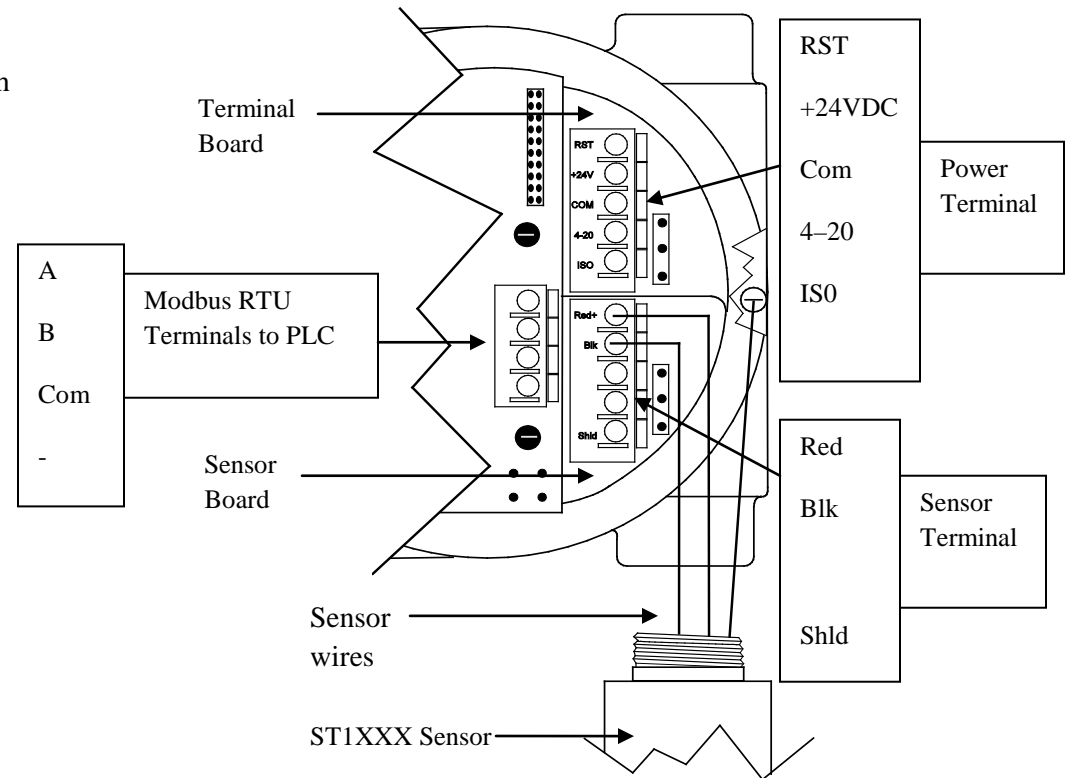 n
Terminal
Board
RST
+24V
COM
4-20
ISO
RST
+24VDC
Com
4–20
IS0
Power
Terminal
A
B
Com
-
Modbus RTU
Terminals to PLC
Red+
Blk
Shld
Sensor
Board
Red
Blk
Shld
Sensor
Terminal
Sensor
wires
ST1XXX Sensor